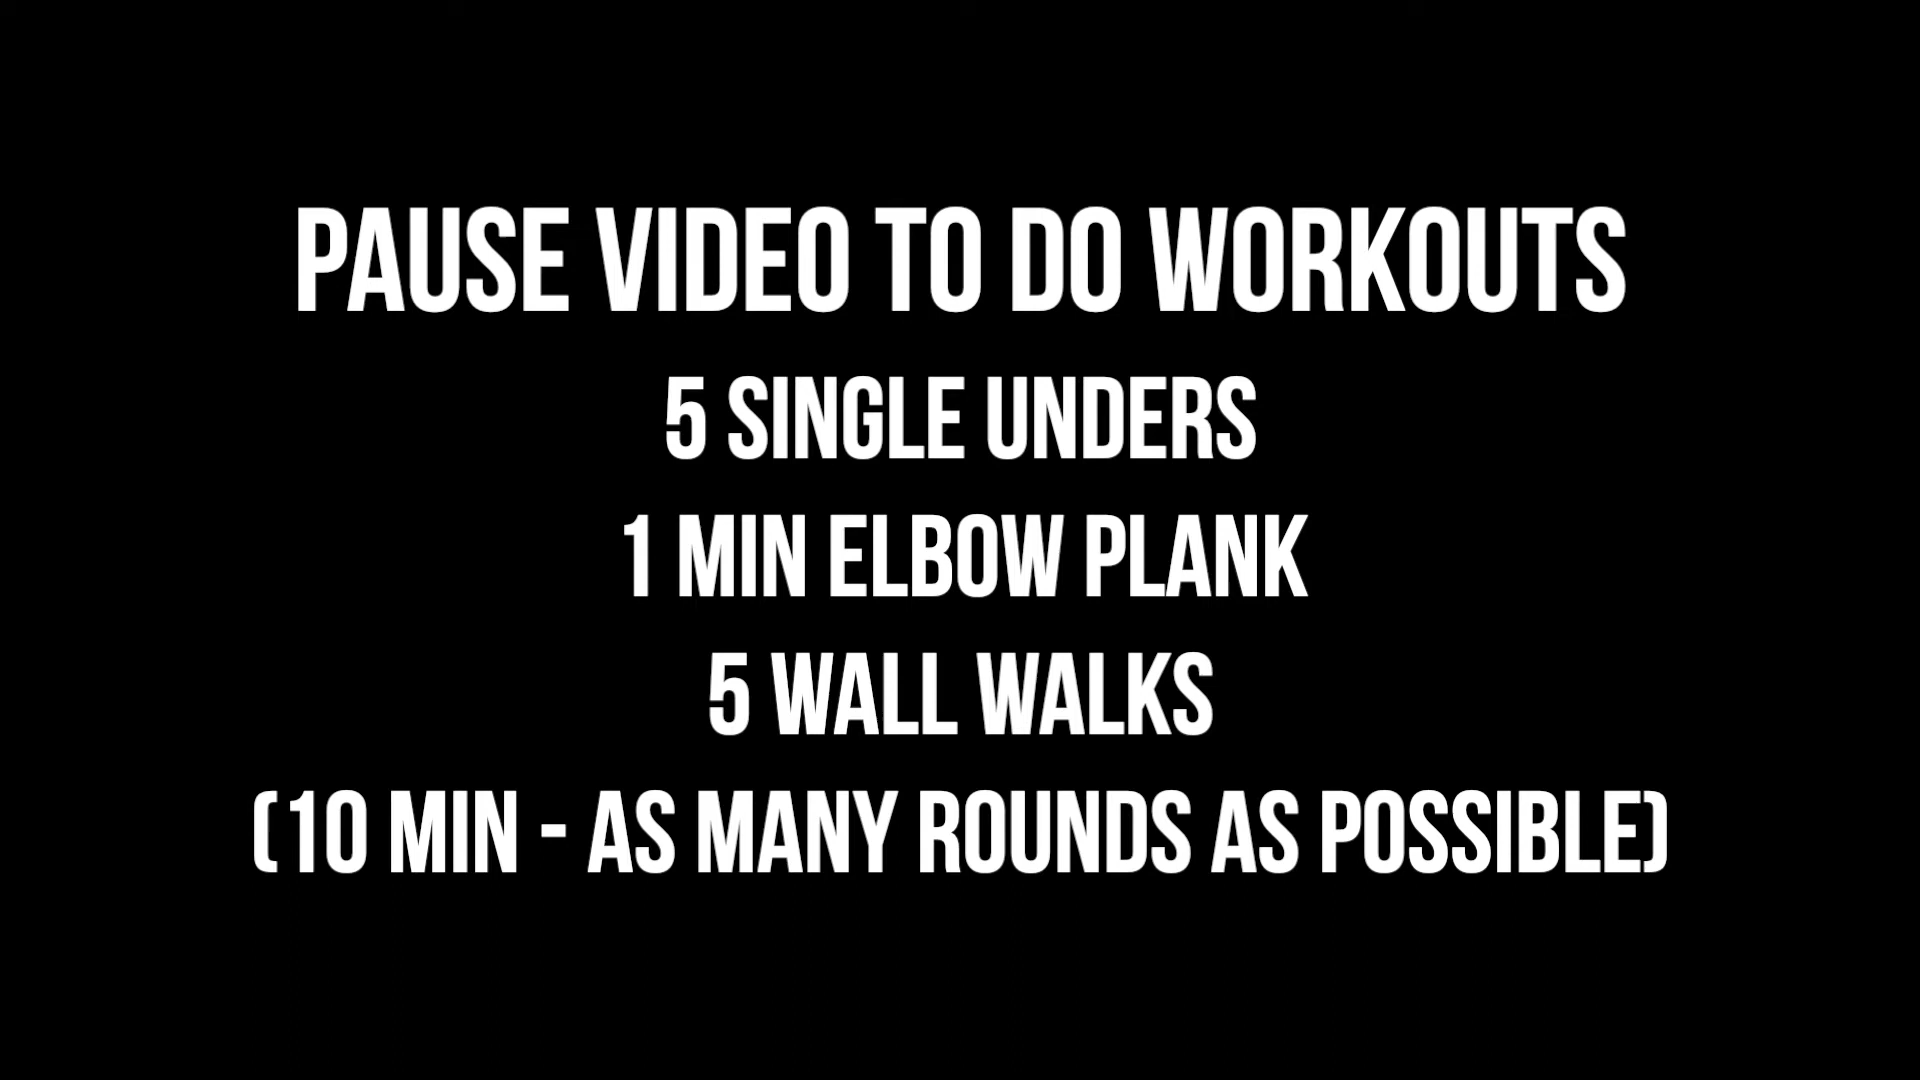 PAUSE VIDEO TO DO WORKOUTS
5 SINGLE UNDERS
1 MIN ELBOW PLANK
5 WALL WALKS
(10 MIN - AS MANY ROUNDS AS POSSIBLE)